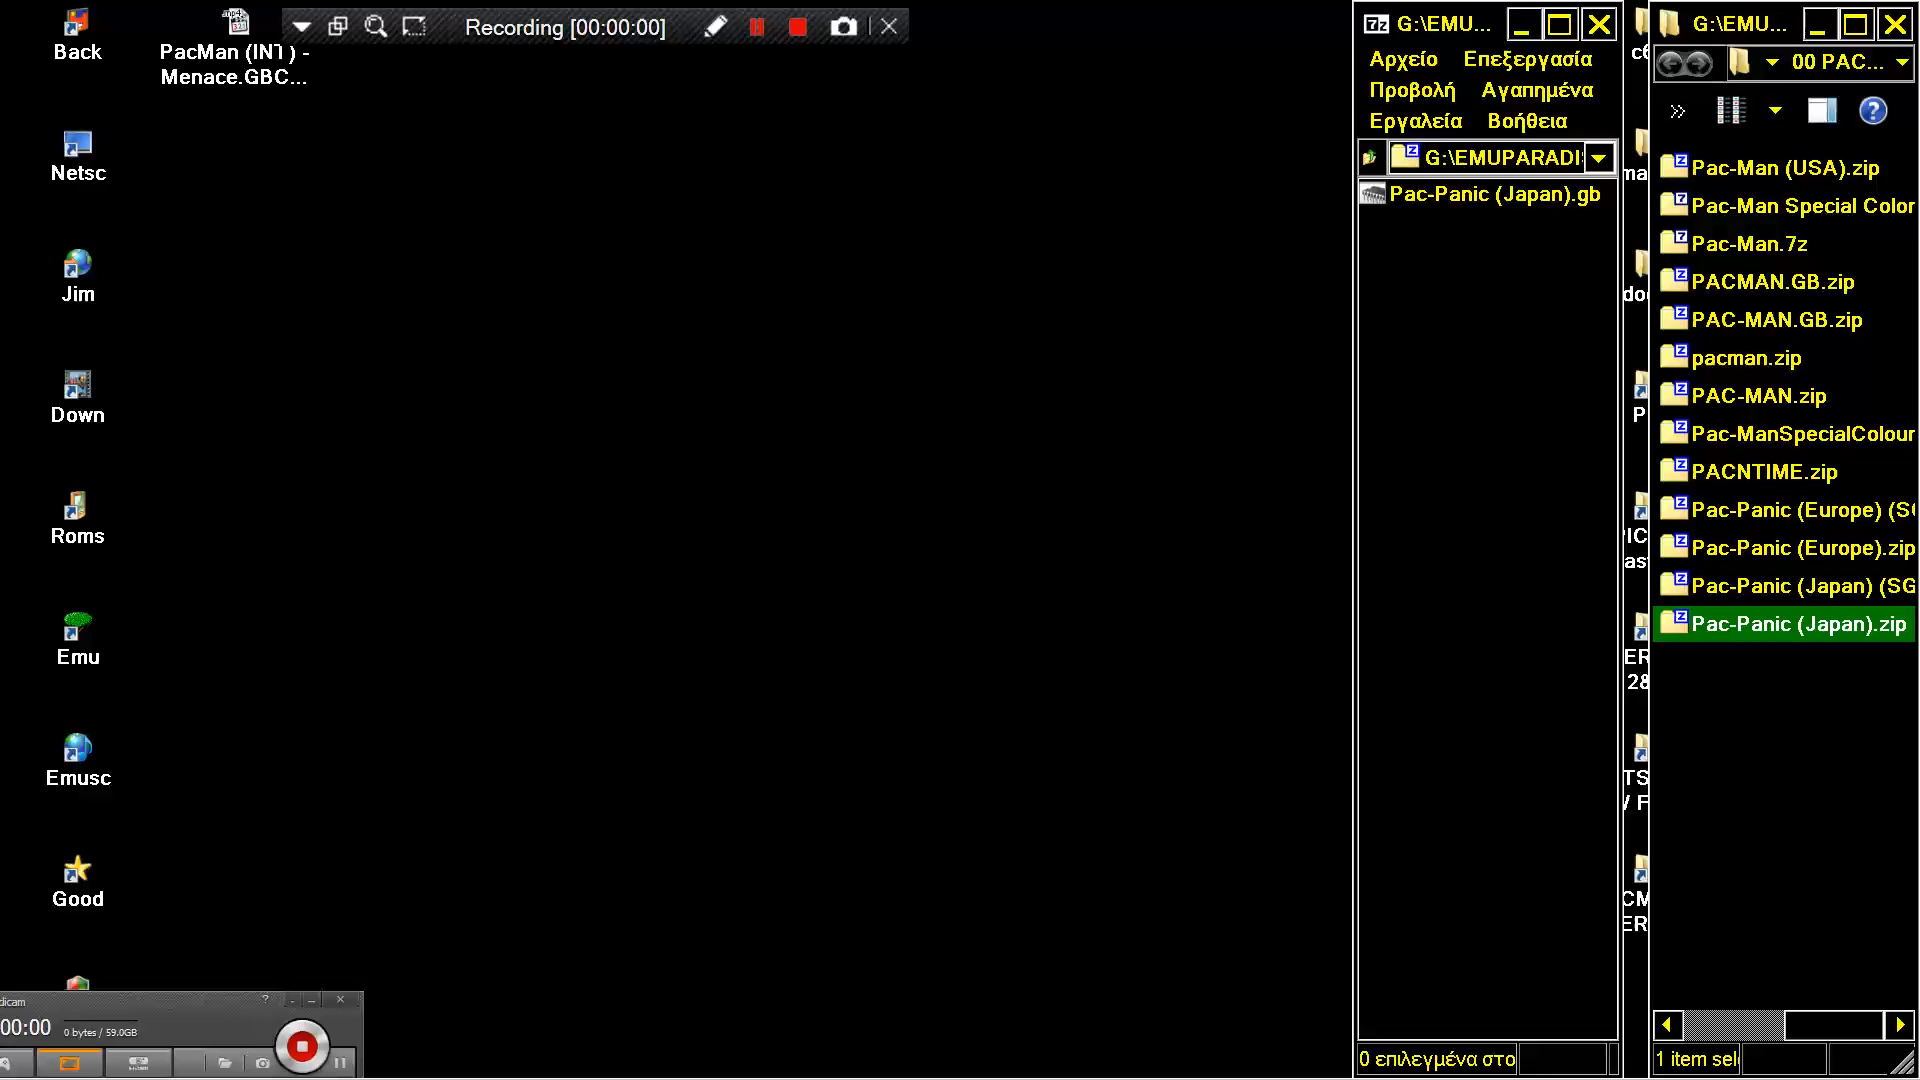 Back
PacMan (INT) -
Menace.GBC...
Netsc
Jim
Down
Roms
Emu
Emusc
Good
Recording [00:00:00]
dicam
00:00
0 bytes / 59.0GB
G:\EMU...
Αρχείο Επεξεργασία
Προβολή Αγαπημένα
Εργαλεία Βοήθεια
G:\EMUPARADI
Pac-Panic (Japan).gb
0 επιλεγμένα στο
G:\EMU...
00 PAC...
Pac-Man (USA).zip
Pac-Man Special Color
Pac-Man.7z
PACMAN.GB.zip
PAC-MAN.GB.zip
pacman.zip
PAC-MAN.zip
Pac-ManSpecialColour
PACNTIME.zip
Pac-Panic (Europe) (S
Pac-Panic (Europe).zip
Pac-Panic (Japan) (SG
Pac-Panic (Japan).zip
1 item sel